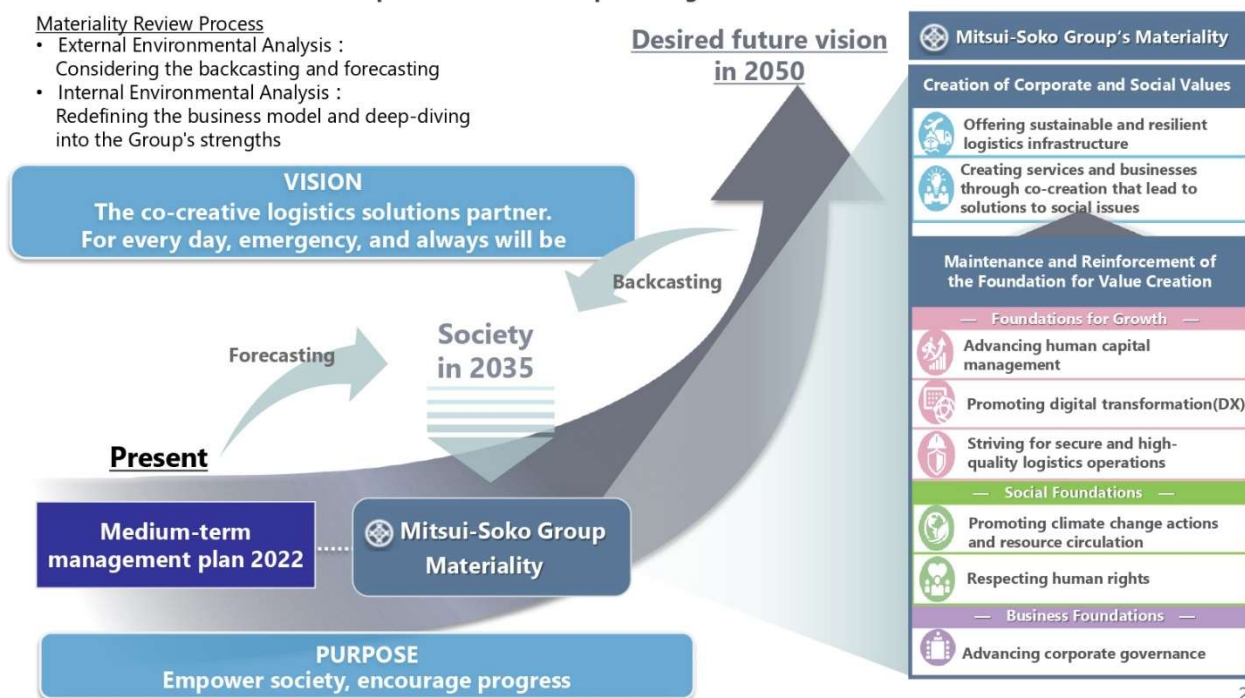 Materiality Review Process
• External Environmental Analysis :
Considering the backcasting and forecasting
• Internal Environmental Analysis :
Redefining the business model and deep-diving
into the Group's strengths
Desired future vision
in 2050
VISION
The co-creative logistics solutions partner.
For every day, emergency, and always will be
Backcasting
Forecasting
Society
in 2035
Present
Medium-term
management plan 2022
Mitsui-Soko Group
Materiality
PURPOSE
Empower society, encourage progress
Mitsui-Soko Group's Materiality
Creation of Corporate and Social Values
Offering sustainable and resilient
logistics infrastructure
Creating services and businesses
through co-creation that lead to
solutions to social issues
Maintenance and Reinforcement of
the Foundation for Value Creation
— Foundations for Growth —
Advancing human capital
management
Promoting digital transformation(DX)
Striving for secure and high-
quality logistics operations
— Social Foundations —
Promoting climate change actions
and resource circulation
Respecting human rights
— Business Foundations —
Advancing corporate governance